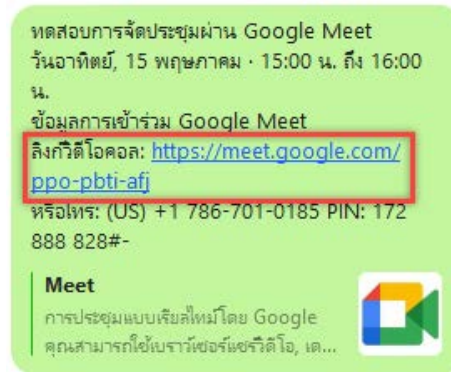 ทดสอบการจัดประชุมผ่าน Google Meet
วันอาทิตย์, 15 พฤษภาคม · 15:00 น. ถึง 16:00
น.
ข้อมูลการเข้าร่วม Google Meet
ลิงก์วิดีโอคอล: https://meet.google.com/
ppo-pbti-afj
หรือโทร: (US) +1 786-701-0185 PIN: 172
888 828#-
Meet
การประชุมแบบเรียลไทม์โดย Google
คุณสามารถใช้เบราว์เซอร์แชร์วิดีโอ, เด...